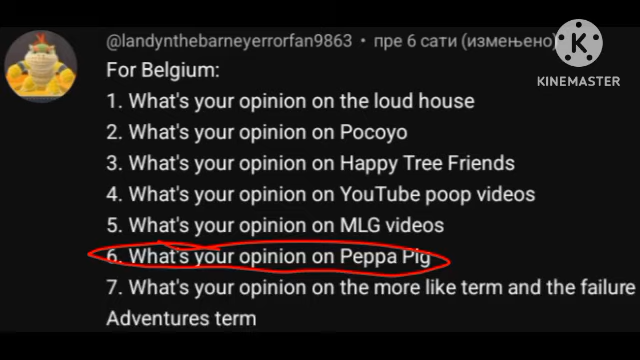 @landynthebarneyerrorfan9863 • пре 6 сати (измењено)
For Belgium:
1. What's your opinion on the loud house
2. What's your opinion on Pocoyo
3. What's your opinion on Happy Tree Friends
4. What's your opinion on YouTube poop videos
5. What's your opinion on MLG videos
6. What's your opinion on Peppa Pig
7. What's your opinion on the more like term and the failure
Adventures term
K
KINEMASTER